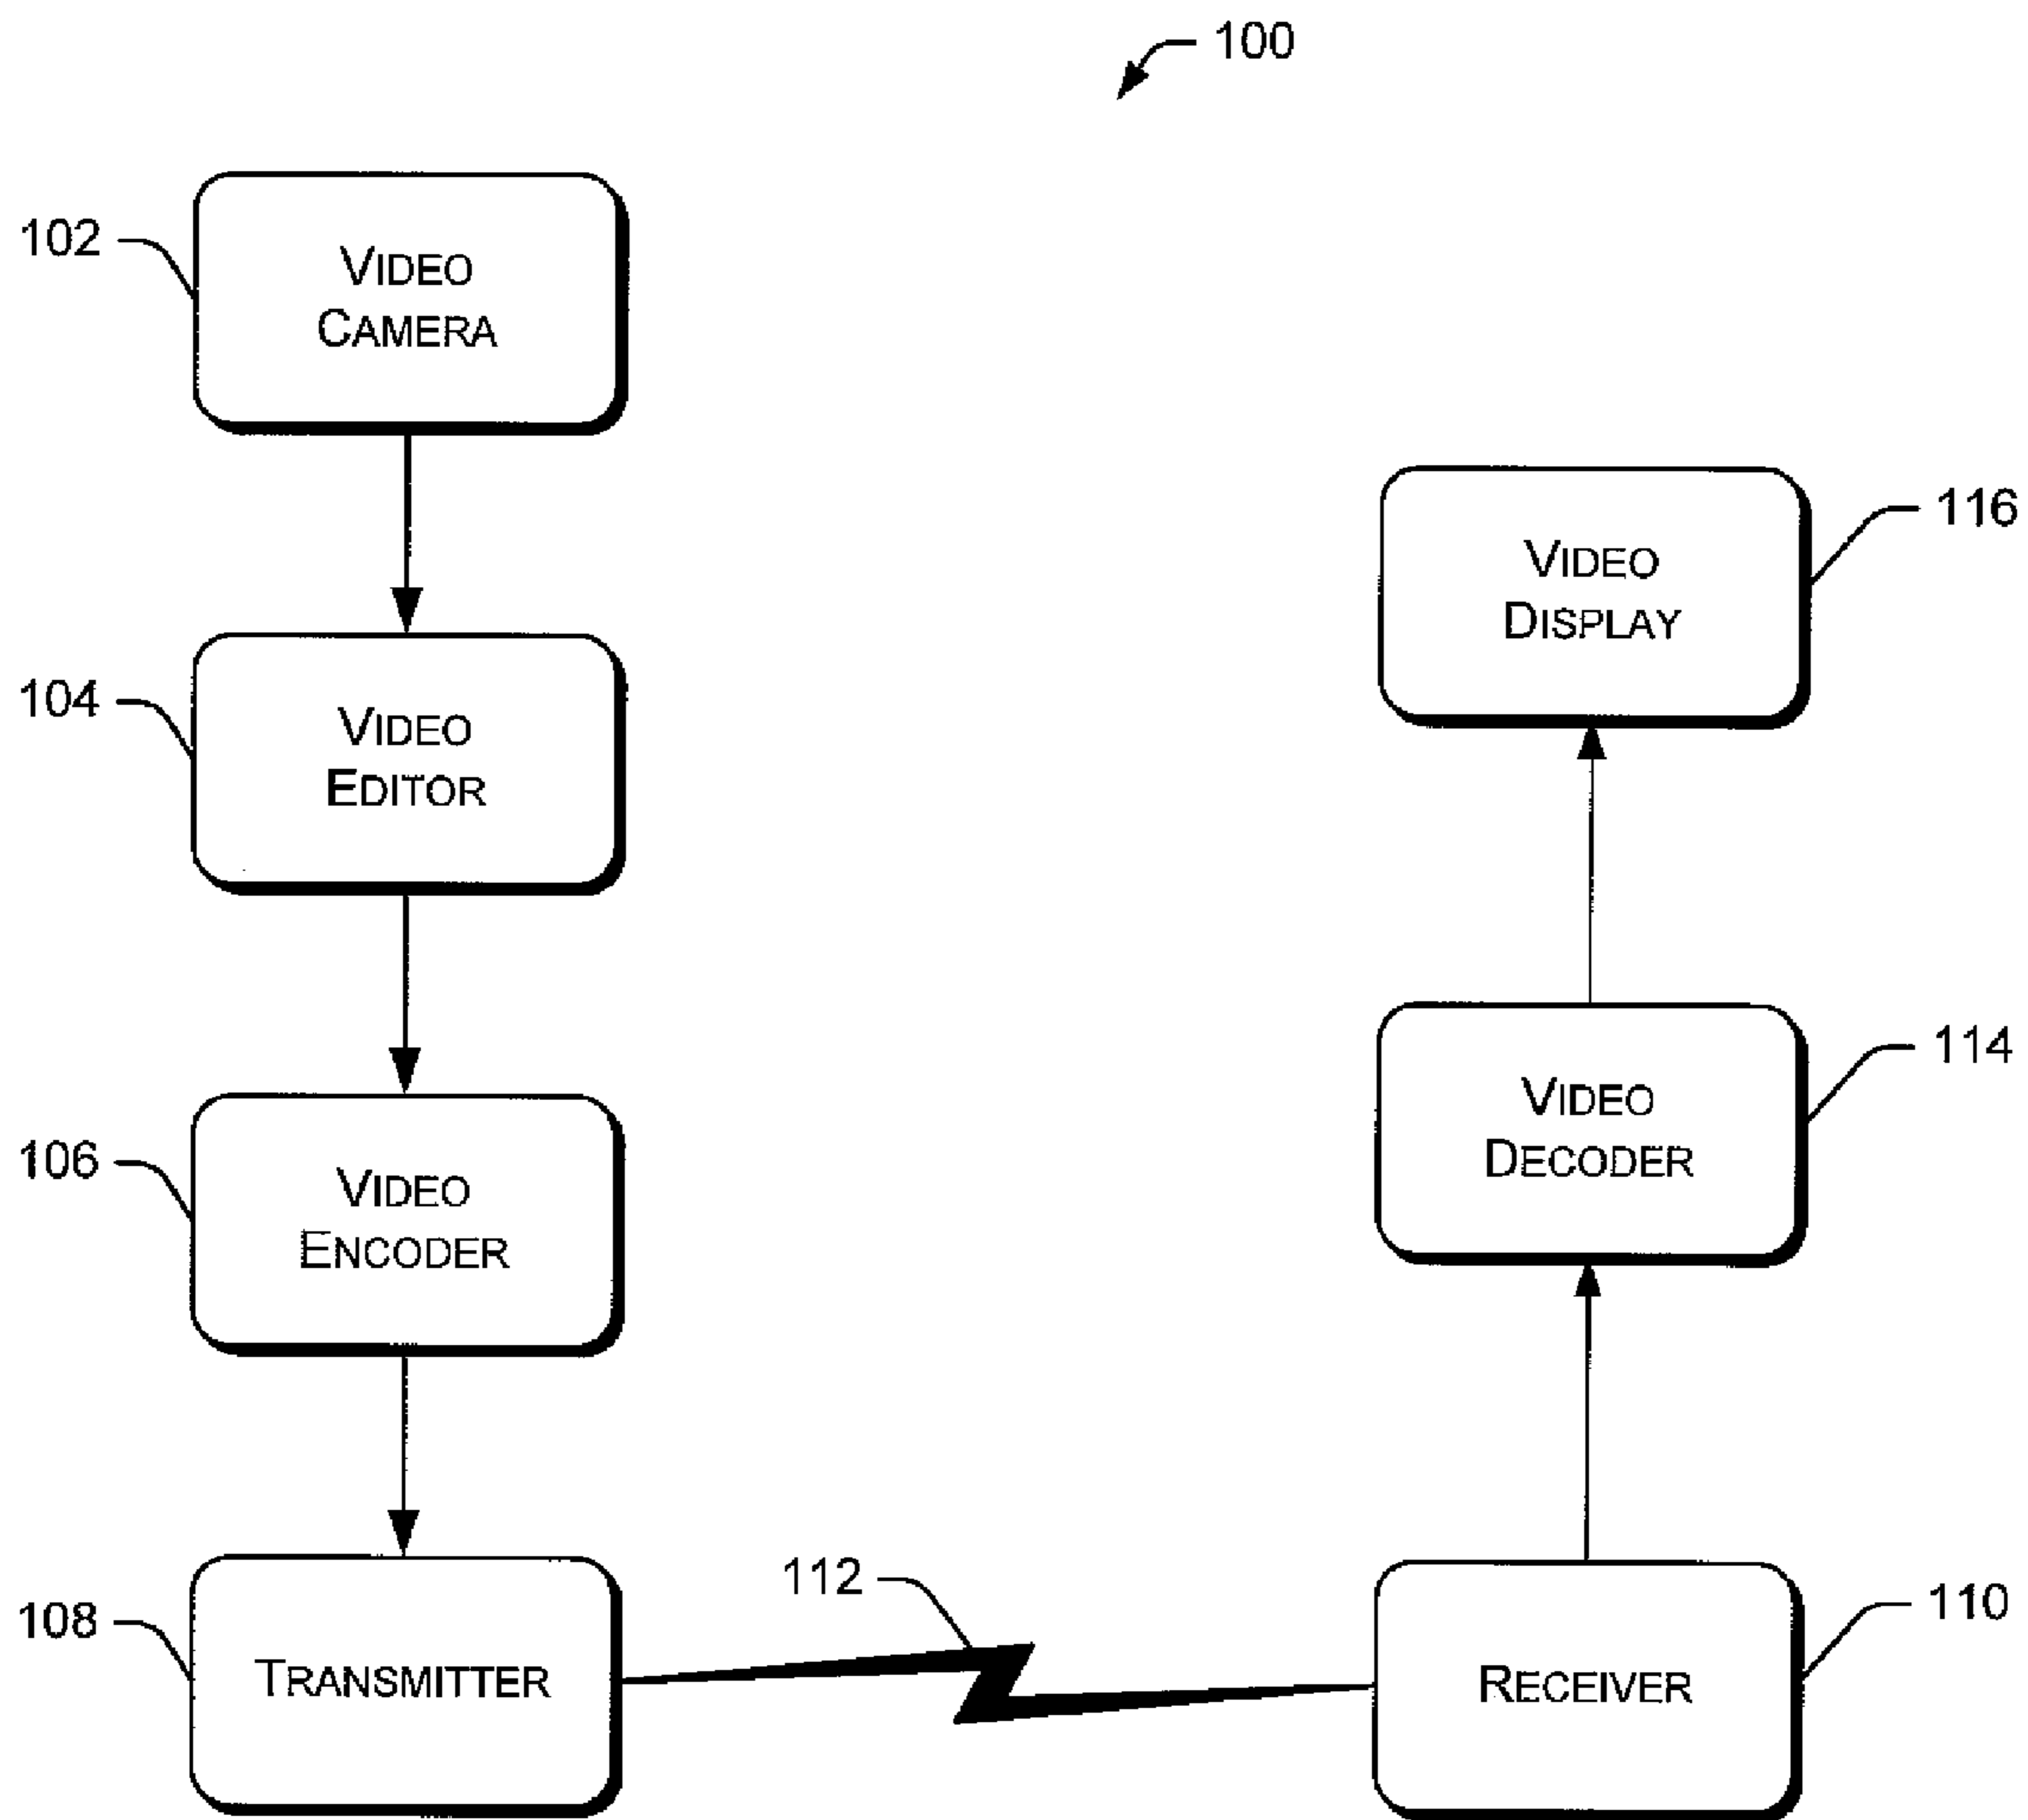 100
102
VIDEO
CAMERA
116
VIDEO
DISPLAY
104
VIDEO
EDITOR
114
VIDEO
DECODER
106
VIDEO
ENCODER
112
108
TRANSMITTER
110
RECEIVER